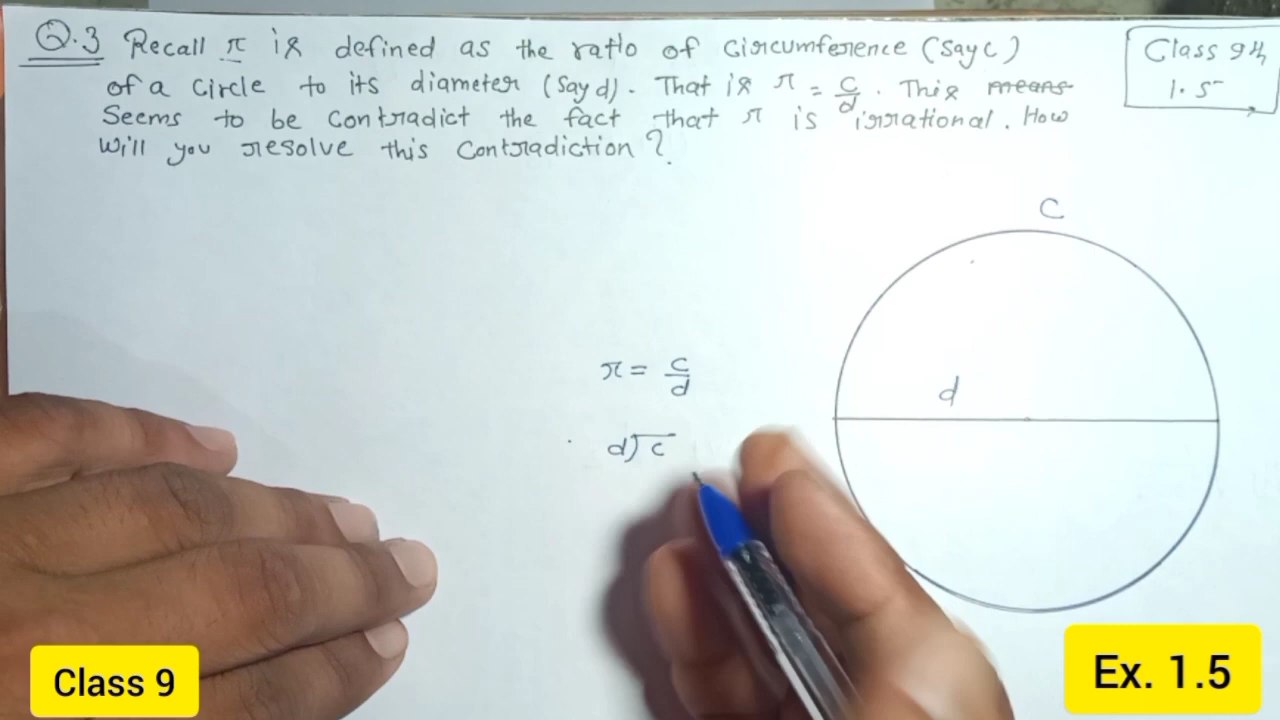 Q.3 Recall π is defined as the ratio of circumference (say c)
of a circle to its diameter (say d). That is π = c/d. This means
seems to be contradict the fact that π is irrational. How
will you resolve this contradiction?
Class 9th
1.5
C
π = c/d
d
d)c
Class 9
Ex. 1.5